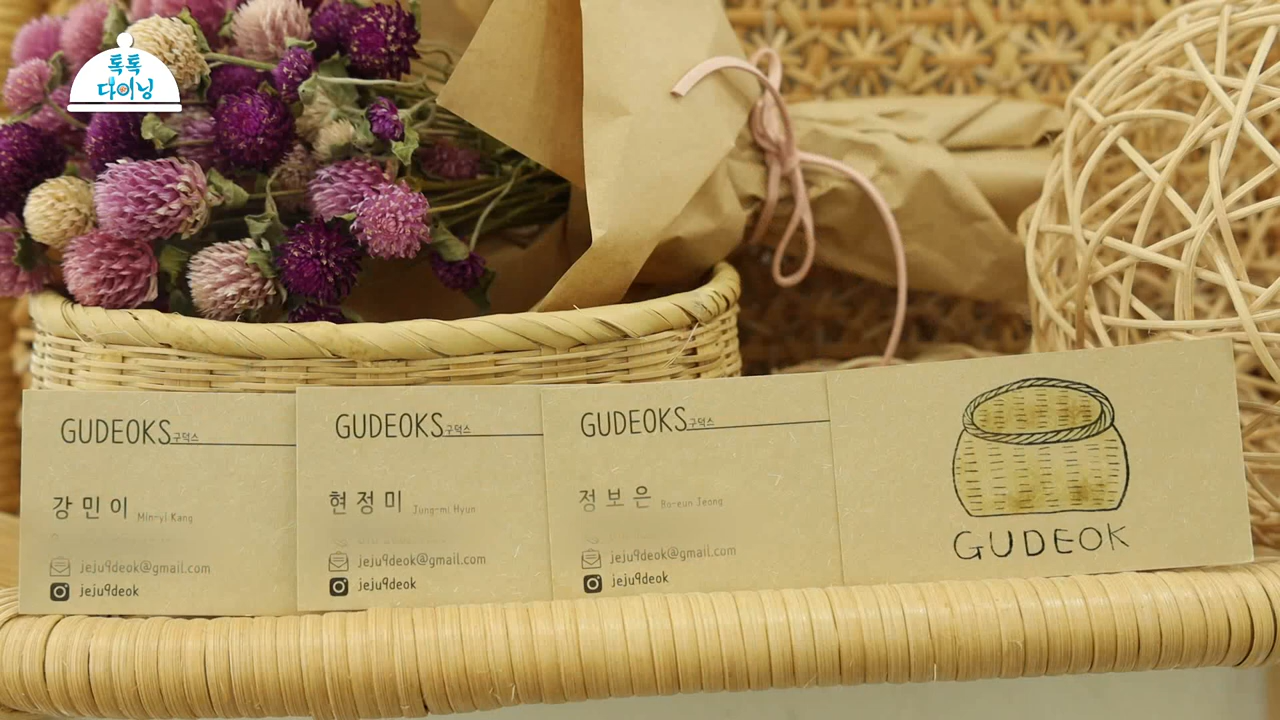 톡톡
다이닝
GUDEOKS구덕스
강민이 Min-yi Kang
jeju9deok@gmail.com
jeju9deok
GUDEOKS구덕스
현정미 Jung-mi Hyun
jeju9deok@gmail.com
jeju9deok
GUDEOKS구덕스
정보은 Bo-eun Jeong
jeju9deok@gmail.com
jeju9deok
GUDEOK